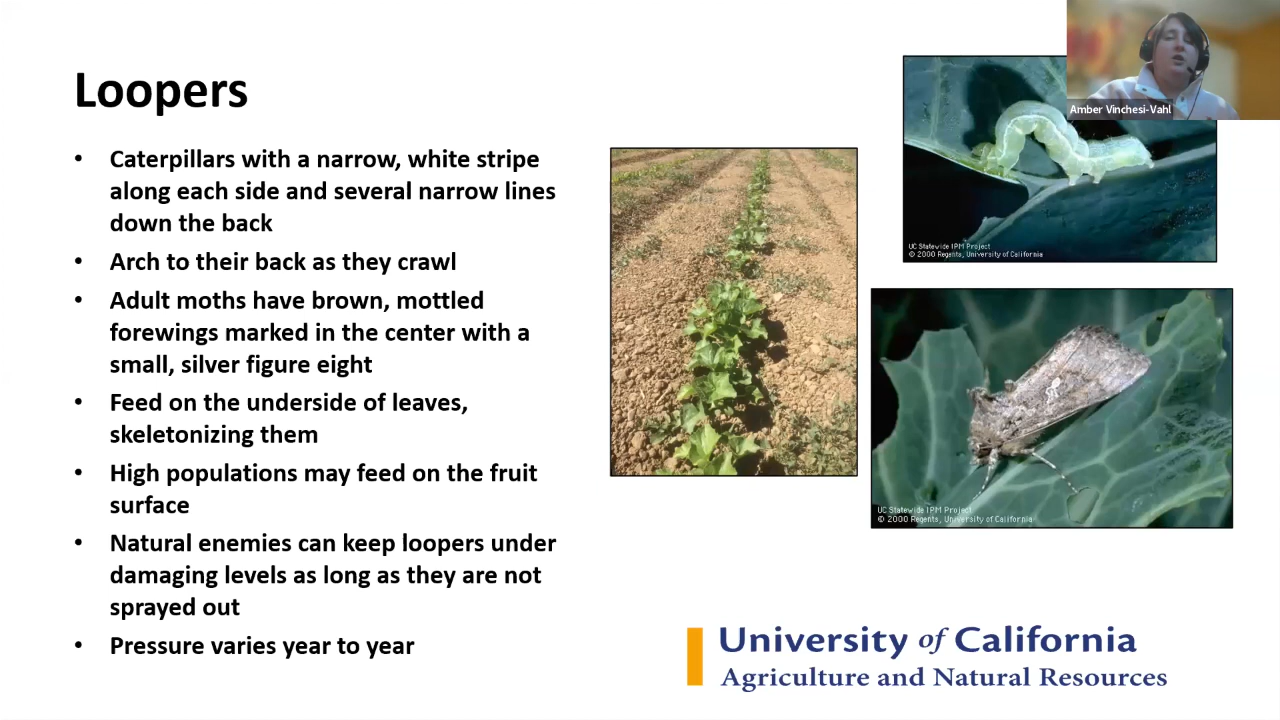 Loopers
• Caterpillars with a narrow, white stripe
along each side and several narrow lines
down the back
• Arch to their back as they crawl
• Adult moths have brown, mottled
forewings marked in the center with a
small, silver figure eight
• Feed on the underside of leaves,
skeletonizing them
• High populations may feed on the fruit
surface
• Natural enemies can keep loopers under
damaging levels as long as they are not
sprayed out
• Pressure varies year to year
Amber Vinchesi-Vahl
UC Statewide IPM Project
© 2000 Regents, University of California
UC Statewide IPM Project
© 2000 Regents, University of California
University of California
Agriculture and Natural Resources